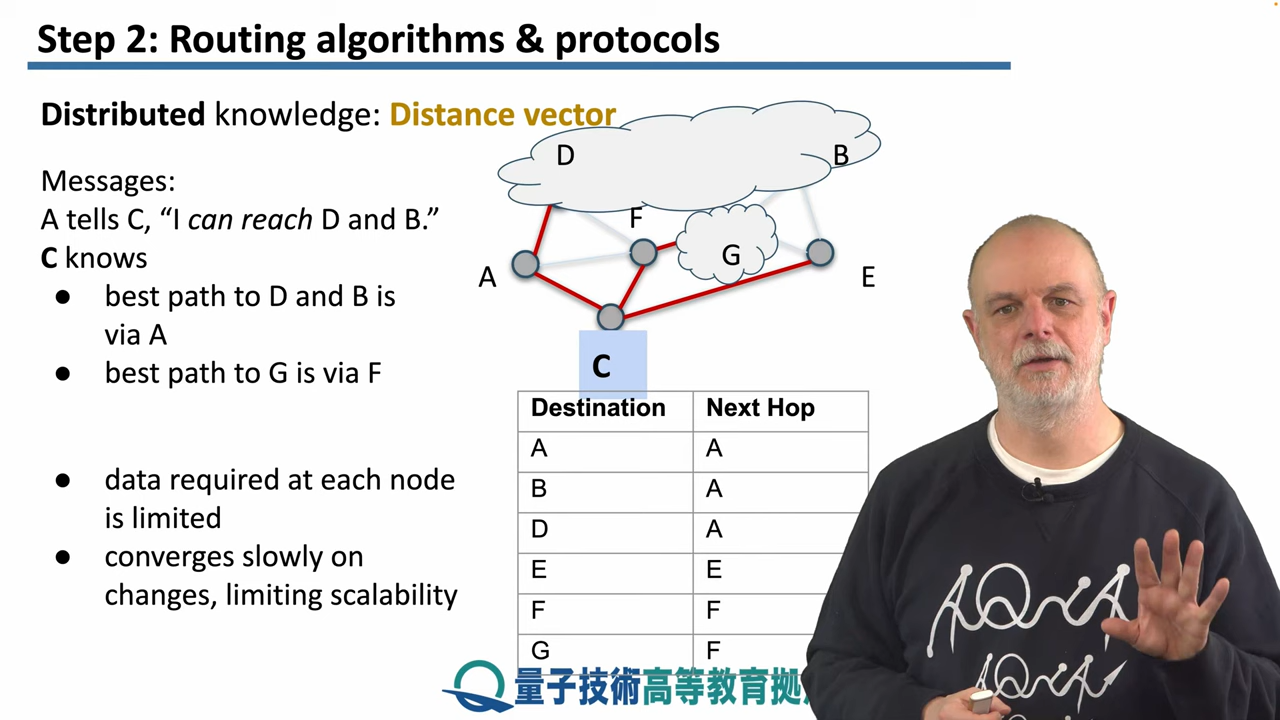 Step 2: Routing algorithms & protocols
Distributed knowledge: Distance vector
Messages:
A tells C, “I can reach D and B.”
C knows
● best path to D and B is
via A
● best path to G is via F
● data required at each node
is limited
● converges slowly on
changes, limiting scalability
D
B
F
G
A
E
C
Destination Next Hop
A A
B A
D A
E E
F F
G F
量子技術高等教育拠